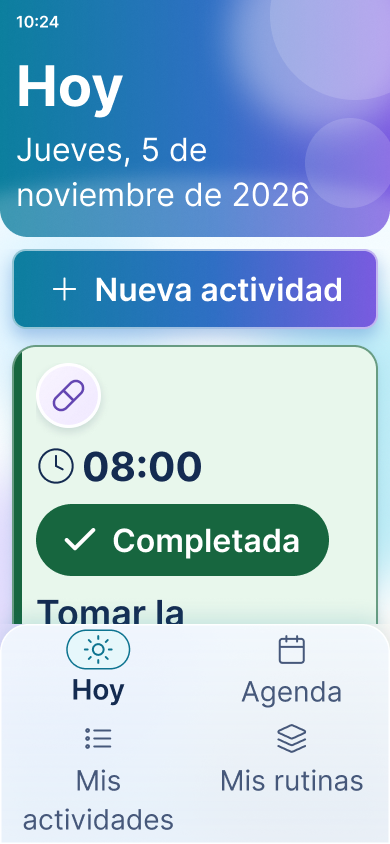 10:24
Hoy
Jueves, 5 de
noviembre de 2026
Nueva actividad
08:00
Completada
Tomar la
Hoy
Agenda
Mis
actividades
Mis rutinas